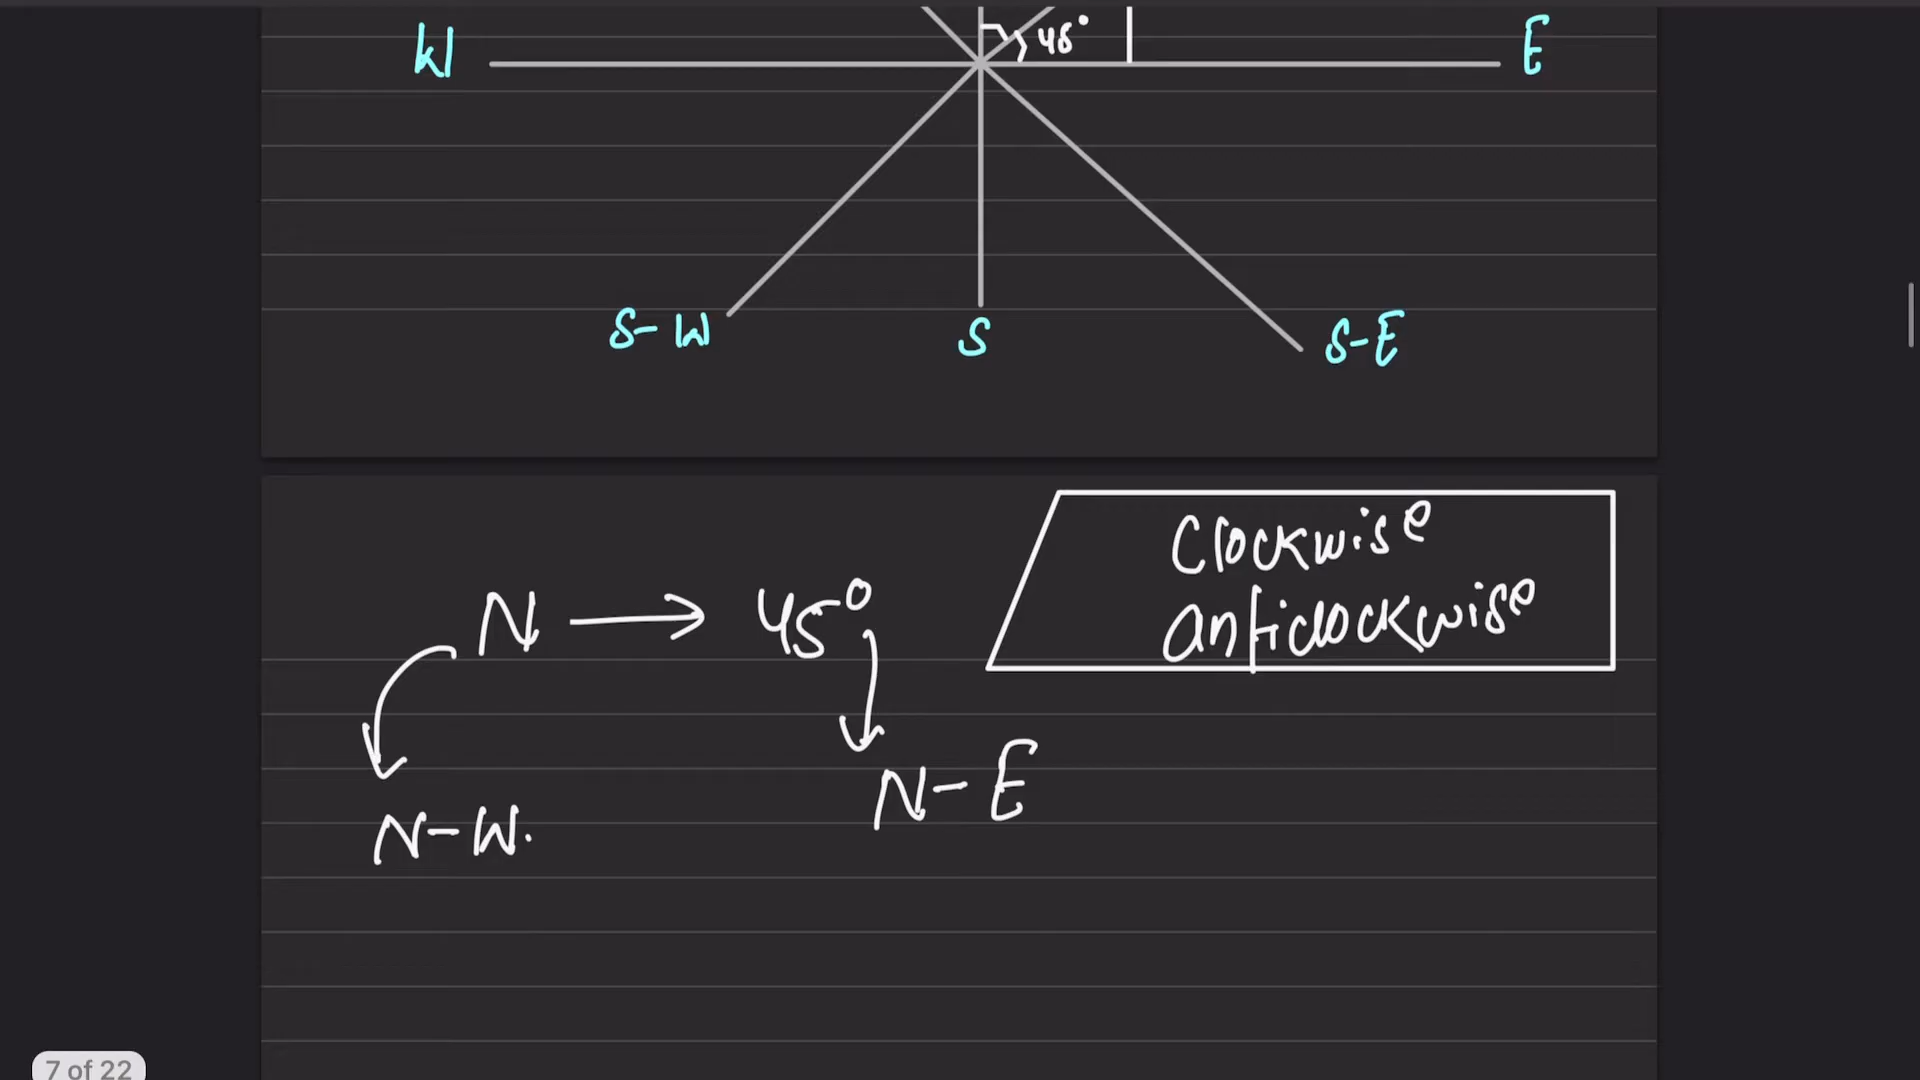 W 45° E
S-W S S-E
Clockwise
N → 45° anticlockwise
N-E
N-W.
7 of 22